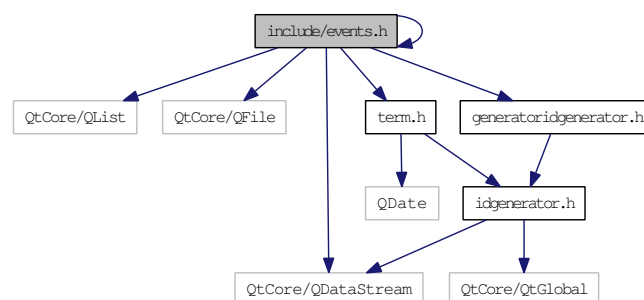 include/events.h
QtCore/QList
QtCore/QFile
term.h
generatoridgenerator.h
QDate
idgenerator.h
QtCore/QDataStream
QtCore/QtGlobal